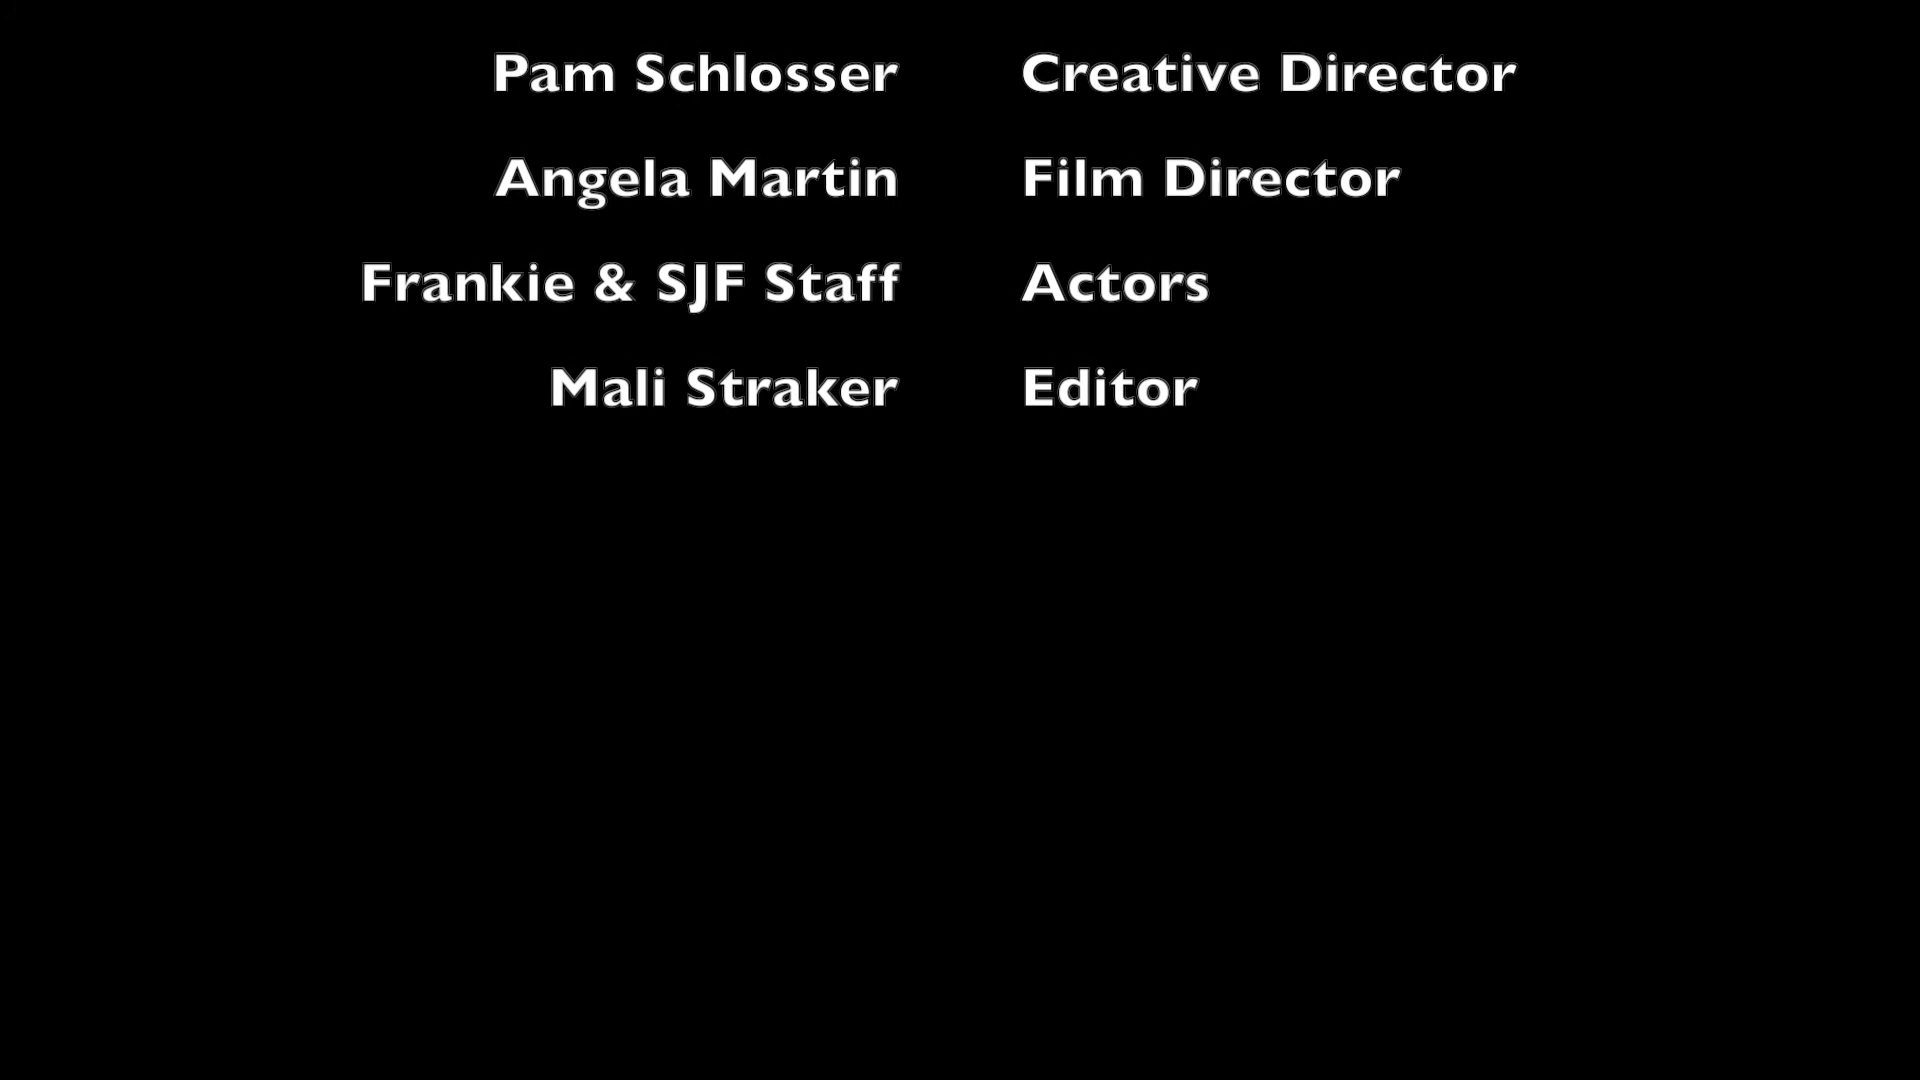 Pam Schlosser Creative Director
Angela Martin Film Director
Frankie & SJF Staff Actors
Mali Straker Editor